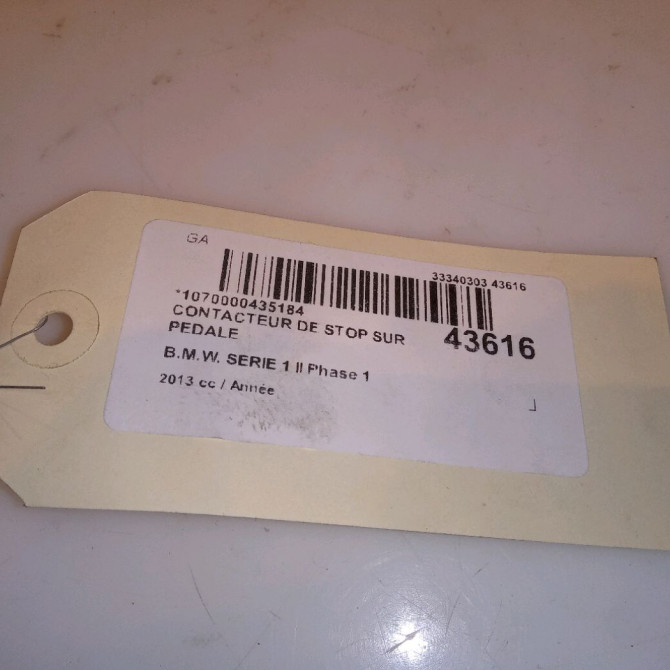 GA
33340303 43616
*1070000435184
CONTACTEUR DE STOP SUR
PEDALE
43616
B.M.W. SERIE 1 II Phase 1
2013 cc / Année